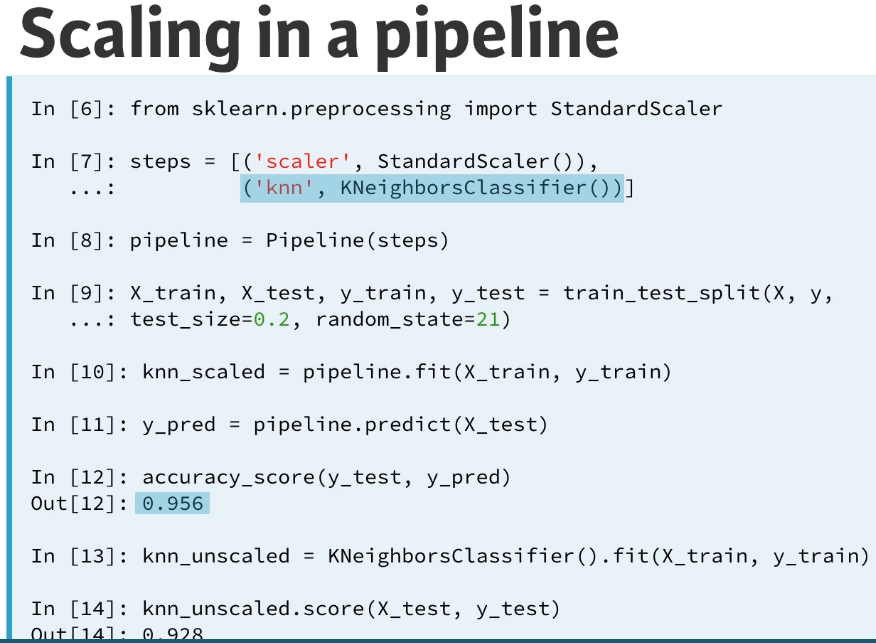 Scaling in a pipeline
In [6]: from sklearn.preprocessing import StandardScaler
In [7]: steps = [('scaler', StandardScaler()),
...: ('knn', KNeighborsClassifier())]
In [8]: pipeline = Pipeline(steps)
In [9]: X_train, X_test, y_train, y_test = train_test_split(X, y,
...: test_size=0.2, random_state=21)
In [10]: knn_scaled = pipeline.fit(X_train, y_train)
In [11]: y_pred = pipeline.predict(X_test)
In [12]: accuracy_score(y_test, y_pred)
Out[12]: 0.956
In [13]: knn_unscaled = KNeighborsClassifier().fit(X_train, y_train)
In [14]: knn_unscaled.score(X_test, y_test)
Out[14]: 0.928